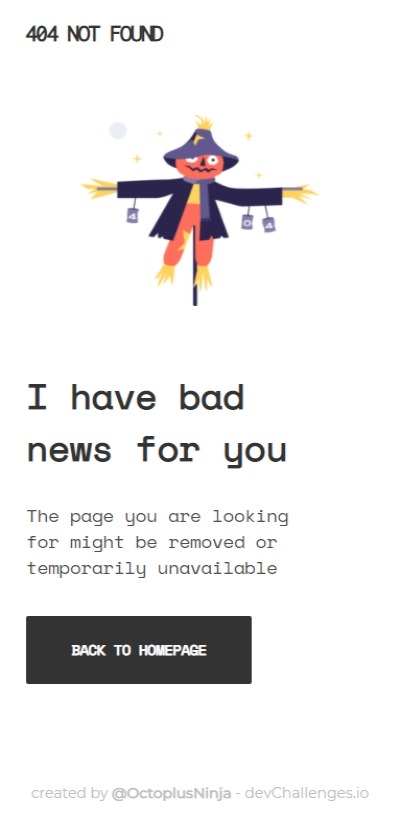 404 NOT FOUND
4
0
4
I have bad
news for you
The page you are looking
for might be removed or
temporarily unavailable
BACK TO HOMEPAGE
created by @OctoplusNinja - devChallenges.io